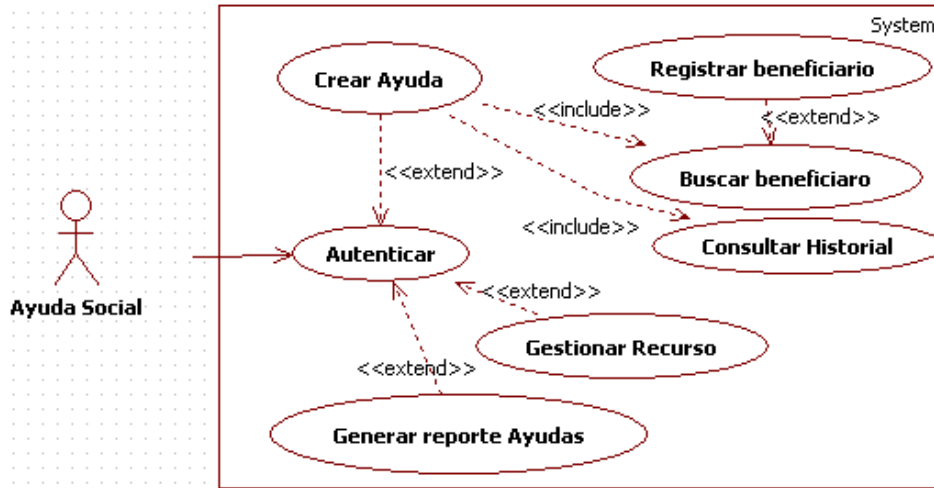 System
Crear Ayuda
Registrar beneficiario
<<include>>
<<extend>>
<<extend>>
Buscar beneficiaro
<<include>>
Consultar Historial
Autenticar
Ayuda Social
<<extend>>
Gestionar Recurso
<<extend>>
Generar reporte Ayudas